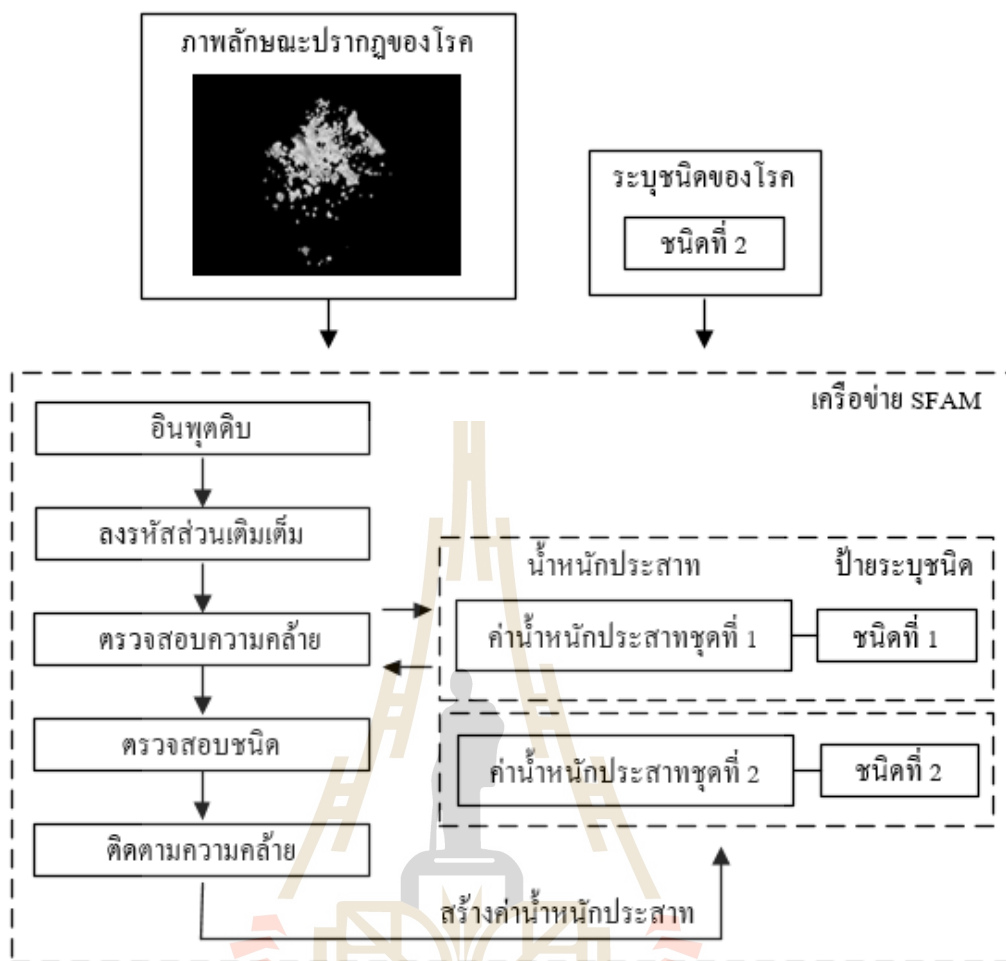 ภาพลักษณะปรากฏของโรค
ระบุชนิดของโรค
ชนิดที่ 2
เครือข่าย SFAM
อินพุตดิบ
ลงรหัสส่วนเติมเต็ม
ตรวจสอบความคล้าย
ตรวจสอบชนิด
ติดตามความคล้าย
น้ำหนักประสาท
ป้ายระบุชนิด
ค่าน้ำหนักประสาทชุดที่ 1
ชนิดที่ 1
ค่าน้ำหนักประสาทชุดที่ 2
ชนิดที่ 2
สร้างค่าน้ำหนักประสาท